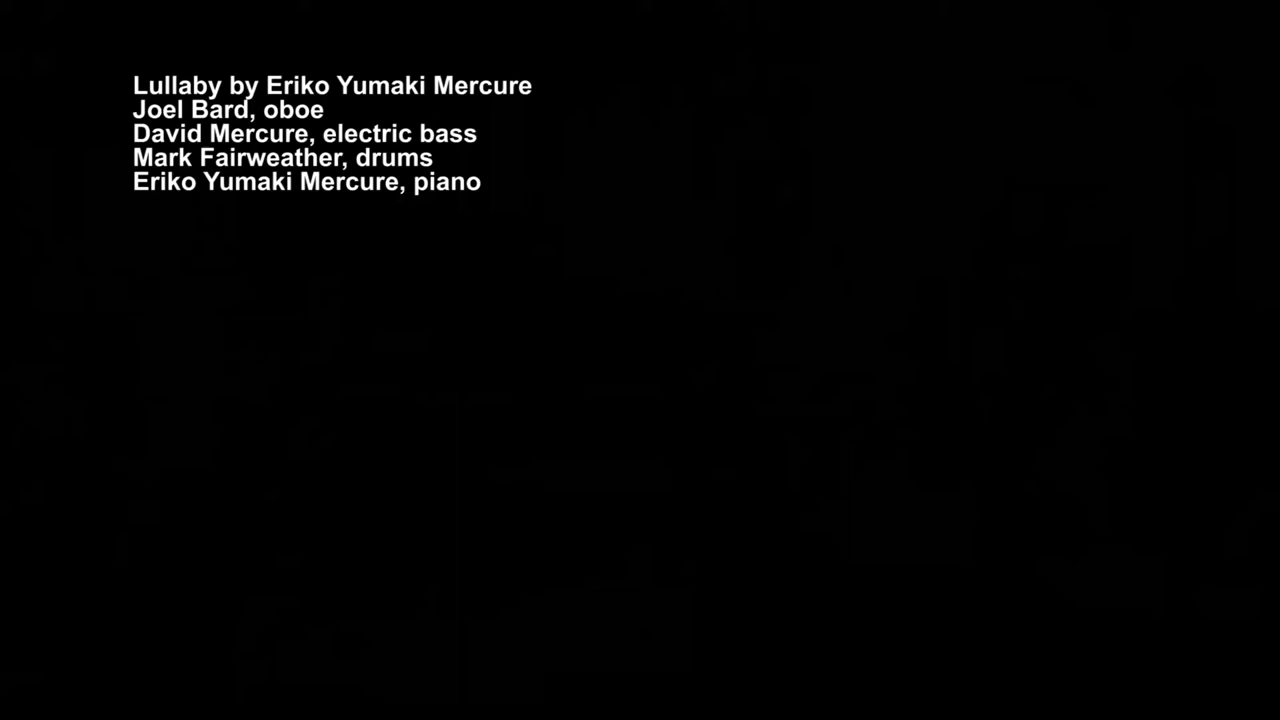 Lullaby by Eriko Yumaki Mercure
Joel Bard, oboe
David Mercure, electric bass
Mark Fairweather, drums
Eriko Yumaki Mercure, piano